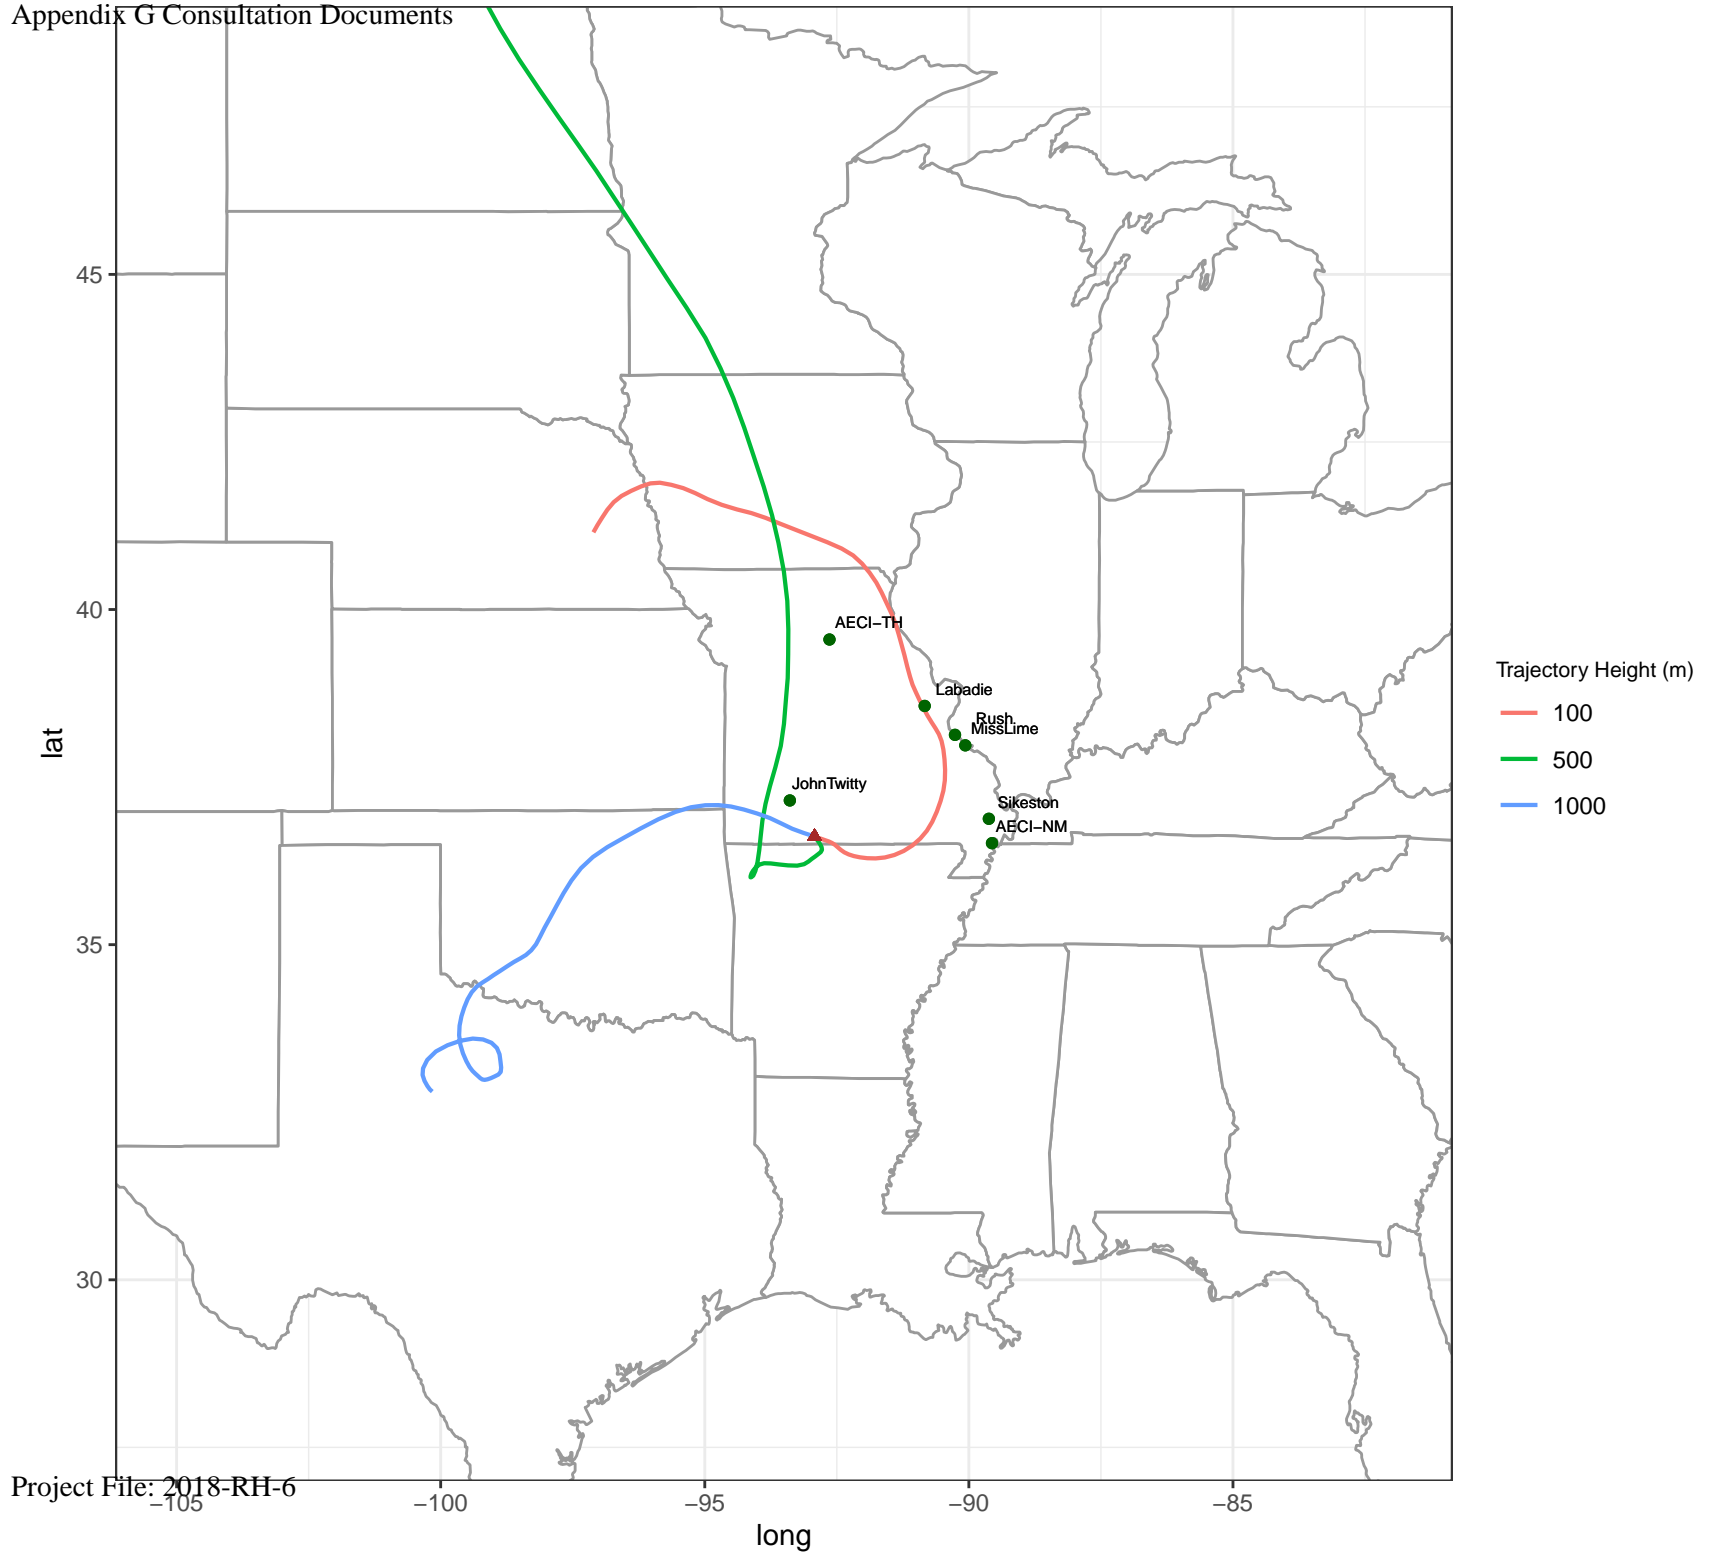 Appendix G Consultation Documents
45
40
35
30
lat
AECI−TH
Labadie
Rush
MissLime
JohnTwitty
Sikeston
AECI−NM
Trajectory Height (m)
100
500
1000
Project File: 2018-RH-6
−105
−100
−95
−90
−85
long